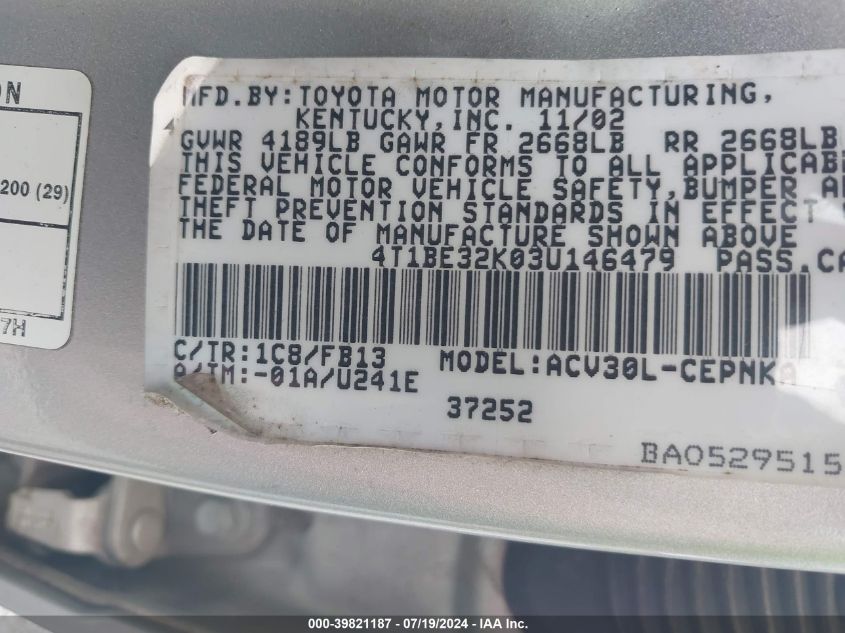 ON
200 (29)
7H
MFD.BY:TOYOTA MOTOR MANUFACTURING,
KENTUCKY,INC. 11/02
GVWR 4189LB GAWR FR 2668LB RR 2668LB
THIS VEHICLE CONFORMS TO ALL APPLICABL
FEDERAL MOTOR VEHICLE SAFETY,BUMPER AN
THEFT PREVENTION STANDARDS IN EFFECT
THE DATE OF MANUFACTURE SHOWN ABOVE
4T1BE32K03U146479 PASS.CA
C/TR:1C8/FB13 MODEL:ACV30L-CEPNKA
A/TM:-01A/U241E
37252
BA0529515
000-39821187 / 07/19/2024 - IAA Inc.